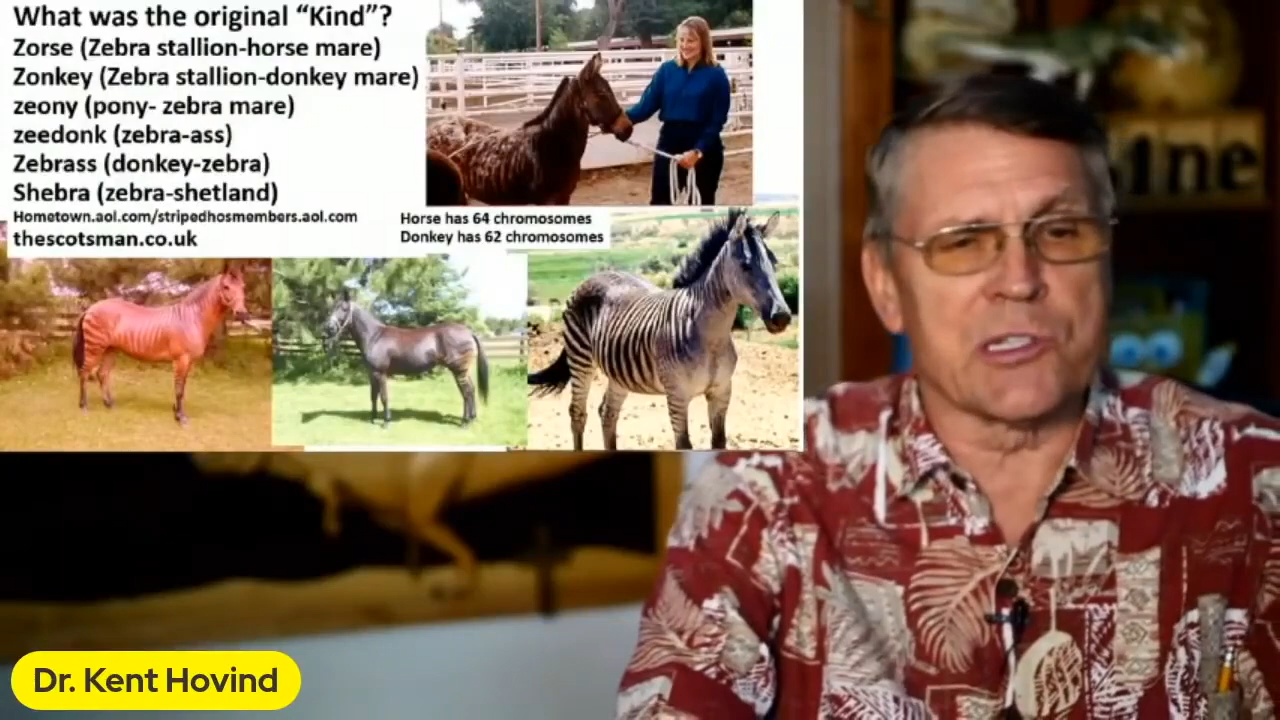 What was the original “Kind”?
Zorse (Zebra stallion-horse mare)
Zonkey (Zebra stallion-donkey mare)
zeony (pony- zebra mare)
zeedonk (zebra-ass)
Zebrass (donkey-zebra)
Shebra (zebra-shetland)
Hometown.aol.com/stripedhosmembers.aol.com
thescotsman.co.uk
Horse has 64 chromosomes
Donkey has 62 chromosomes
Dr. Kent Hovind